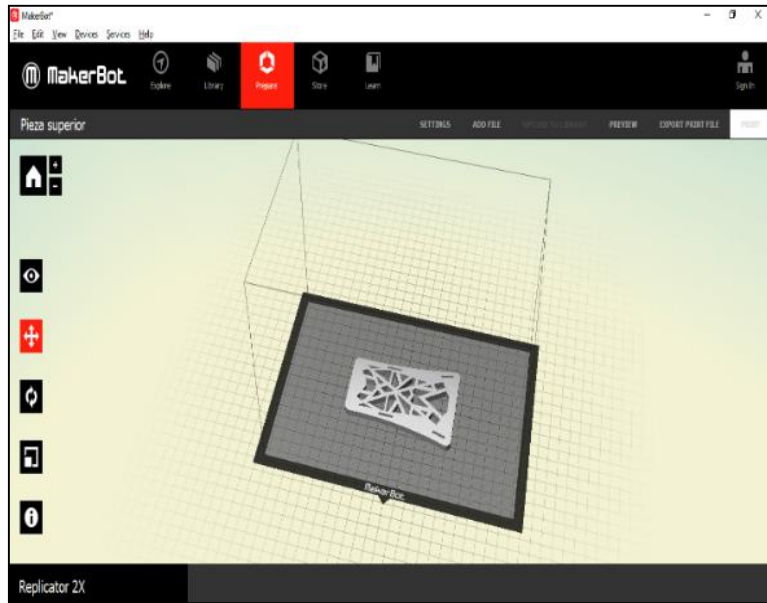 MakerBot*
File Edit View Devices Services Help
MakerBot. Explore Library Prepare Store Learn Sign In
Pieza superior SETTINGS ADD FILE PREVIEW EXPORT PRINT FILE PRINT
MakerBot.
Replicator 2X